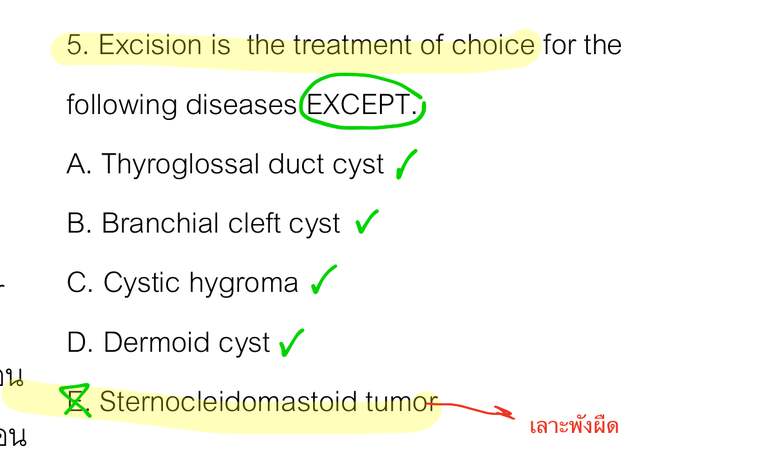 5. Excision is the treatment of choice for the
following diseases EXCEPT.
A. Thyroglossal duct cyst
B. Branchial cleft cyst
C. Cystic hygroma
D. Dermoid cyst
E. Sternocleidomastoid tumor
เลาะพังผืด